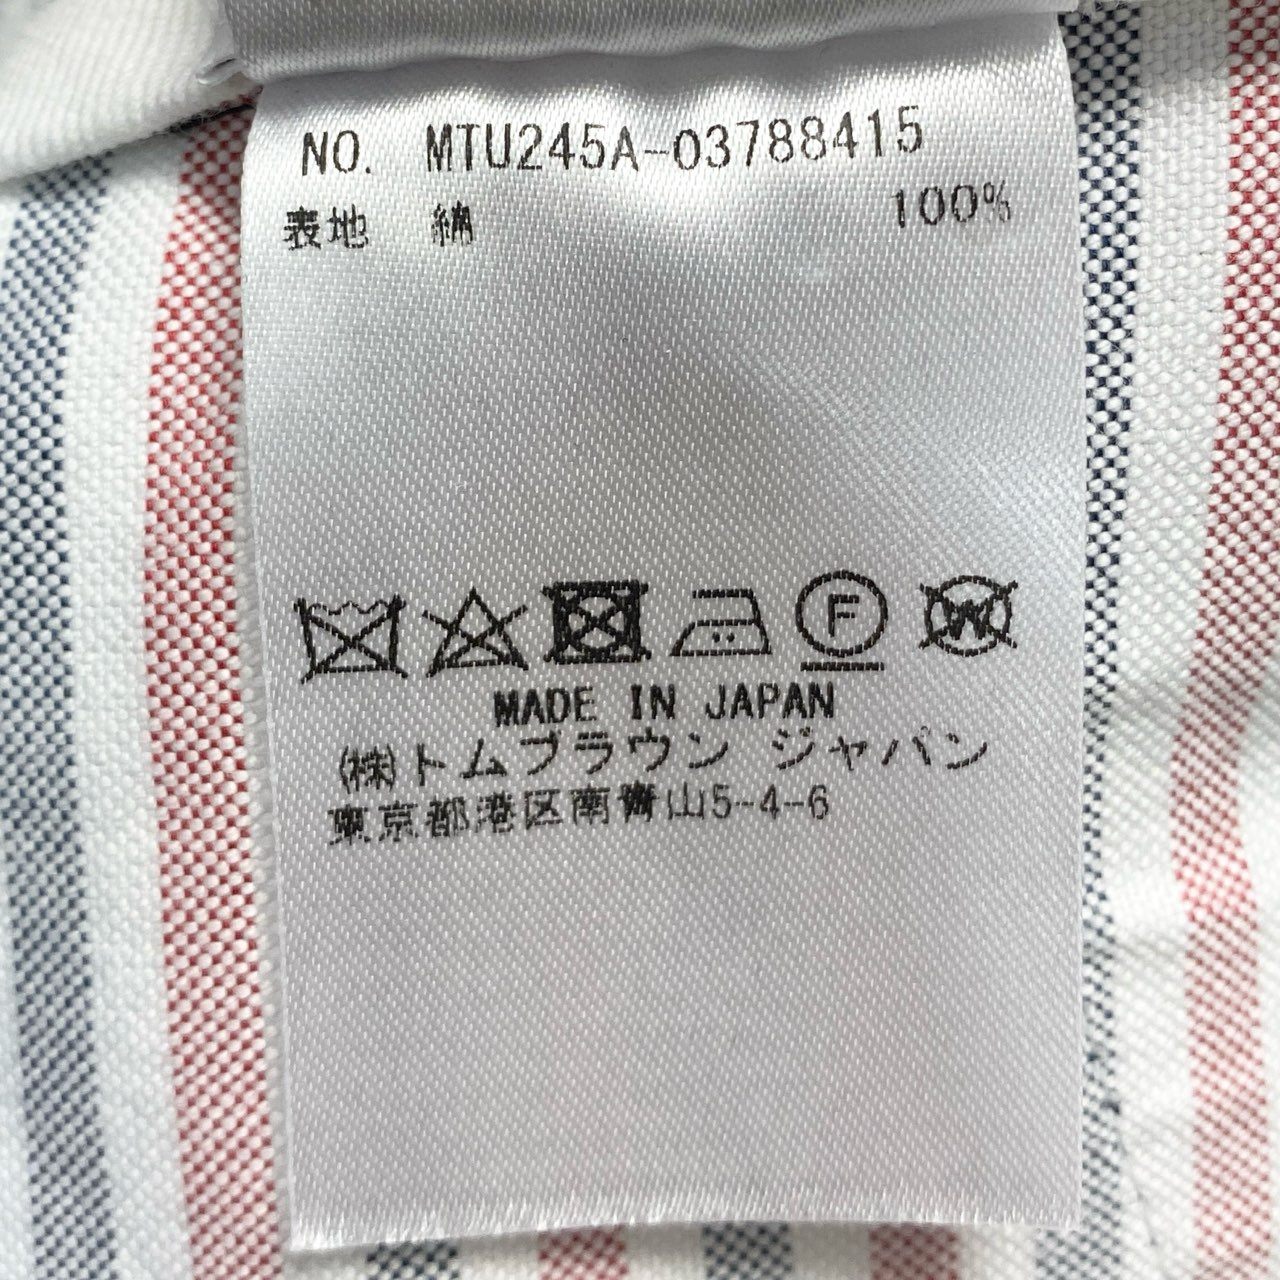 NO. MTU245A-03788415
表地 綿 100%
F W
MADE IN JAPAN
(株)トムブラウン ジャパン
東京都港区南青山5-4-6